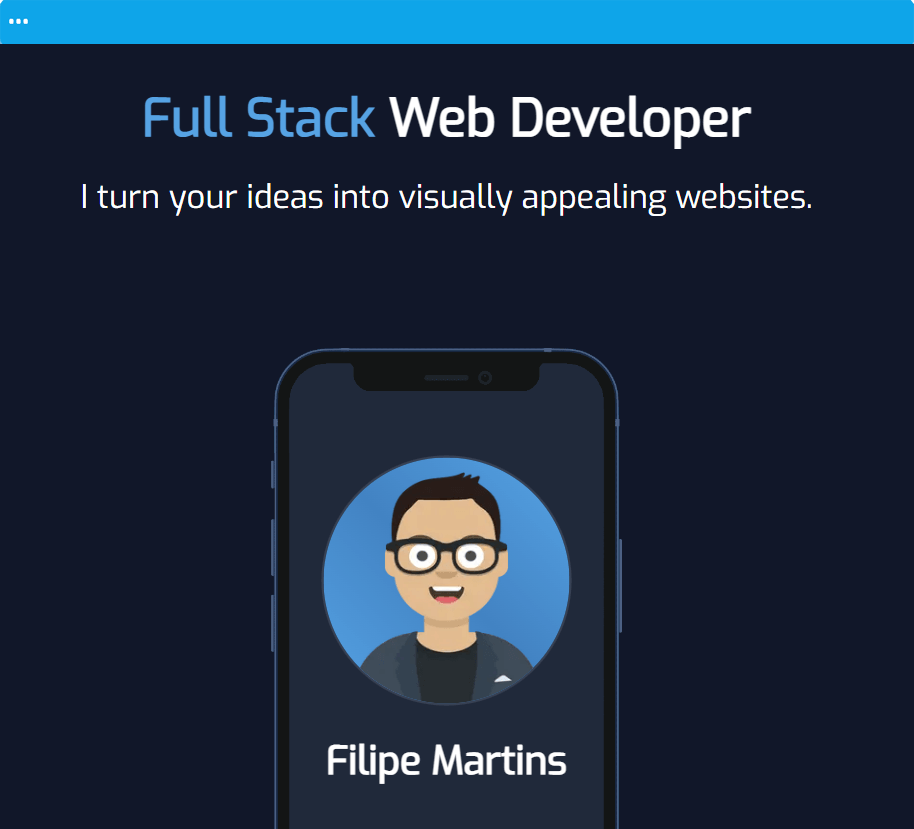 Full Stack Web Developer
I turn your ideas into visually appealing websites.
Filipe Martins